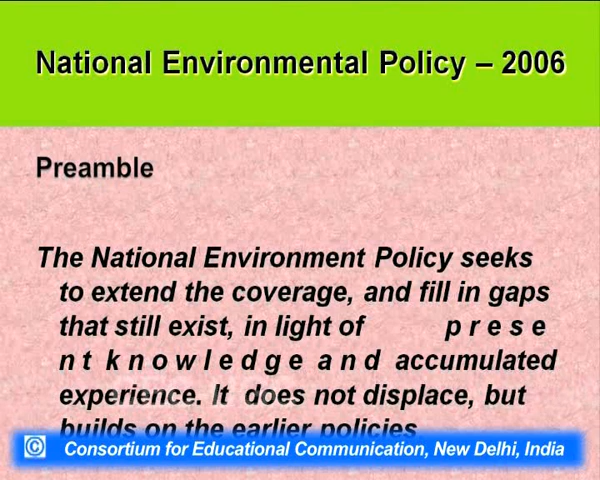 National Environmental Policy – 2006
Preamble
The National Environment Policy seeks
to extend the coverage, and fill in gaps
that still exist, in light of p r e s e
n t k n o w l e d g e a n d accumulated
experience. It does not displace, but
builds on the earlier policies
© Consortium for Educational Communication, New Delhi, India